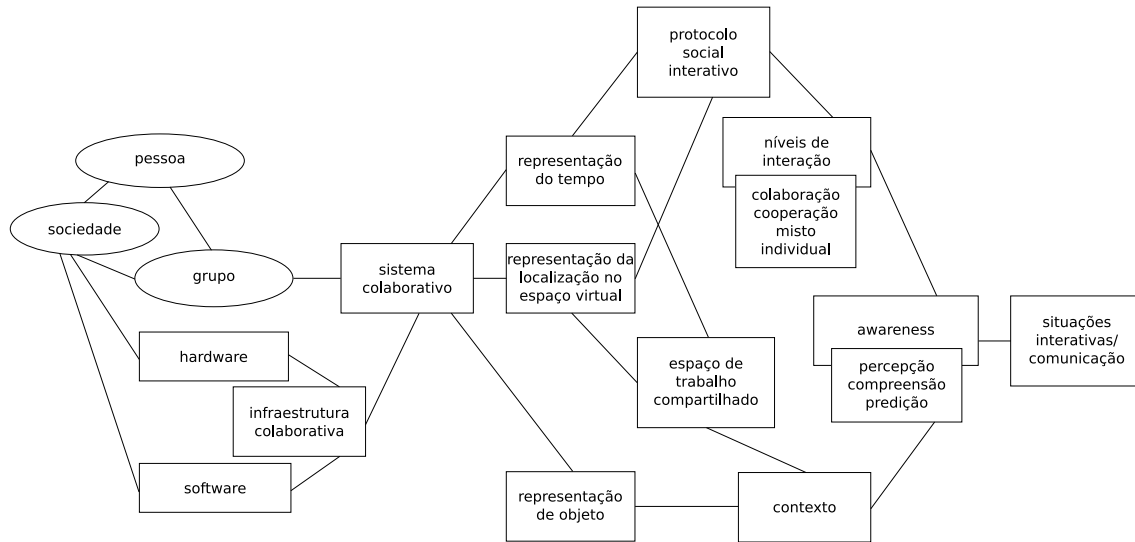 protocolo
social
interativo
pessoa
representação
do tempo
níveis de
interação
colaboração
cooperação
misto
individual
sociedade
grupo
sistema
colaborativo
representação da
localização no
espaço virtual
hardware
infraestrutura
colaborativa
software
espaço de
trabalho
compartilhado
awareness
percepção
compreensão
predição
situações
interativas/
comunicação
representação
de objeto
contexto